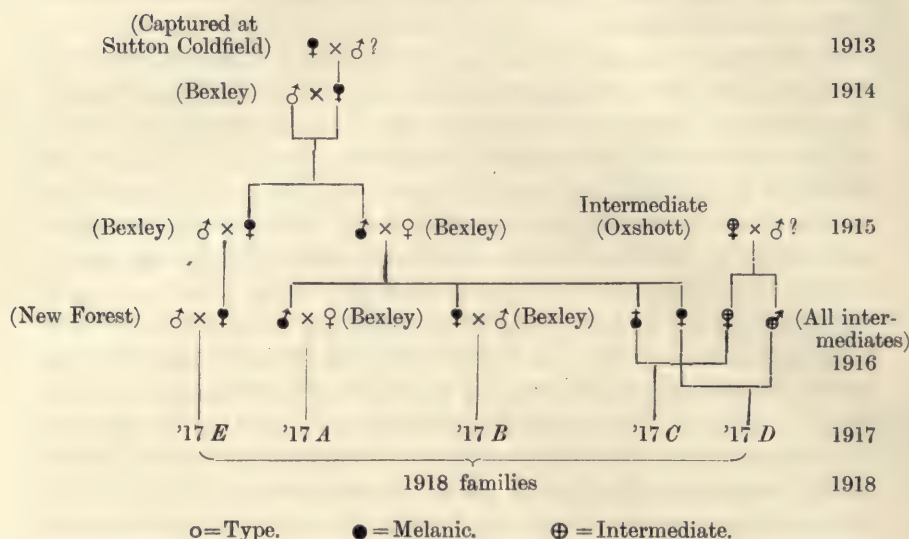 (Captured at
Sutton Coldfield) ♀ × ♂? 1913
(Bexley) ♂ × ♀ 1914
Intermediate
(Bexley) ♂ × ♀ ♂ × ♀ (Bexley) (Oxshott) ♀ × ♂? 1915
(New Forest) ♂ × ♀ ♂ × ♀ (Bexley) ♀ × ♂ (Bexley) (All inter-
mediates)
1916
'17 E '17 A '17 B '17 C '17 D 1917
1918 families 1918
o=Type. ●=Melanic. ⊕=Intermediate.